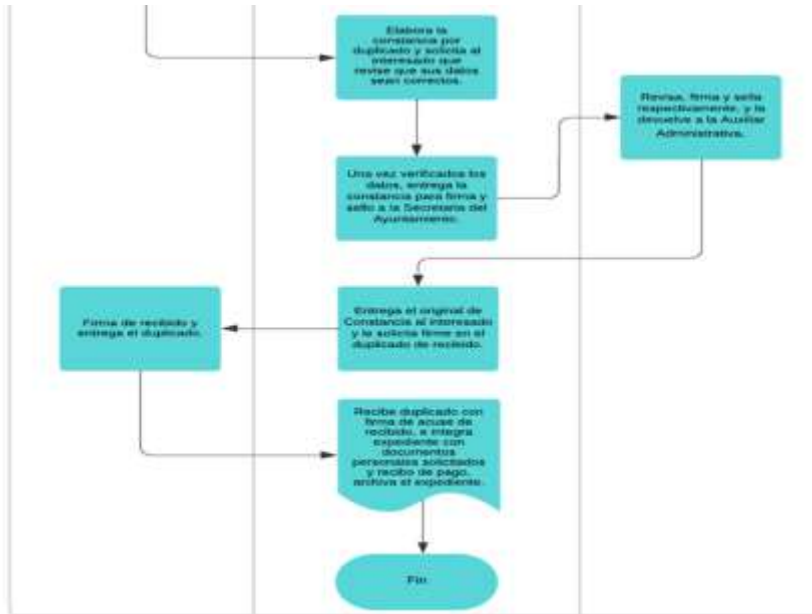 Elabora la
constancia por
duplicado y solicita al
interesado que
revise que sus datos
sean correctos.
Revisa, firma y sella
respectivamente, y la
devuelve a la Auxiliar
Administrativa.
Una vez verificados los
datos, entrega la
constancia para firma y
sello a la Secretaria del
Ayuntamiento.
Entrega el original de
Constancia al interesado
y le solicita firme en el
duplicado de recibido.
Firma de recibido y
entrega el duplicado.
Recibe duplicado con
firma de acuse de
recibido, e integra
expediente con
documentos
personales solicitados
y recibo de pago,
archiva el expediente.
Fin